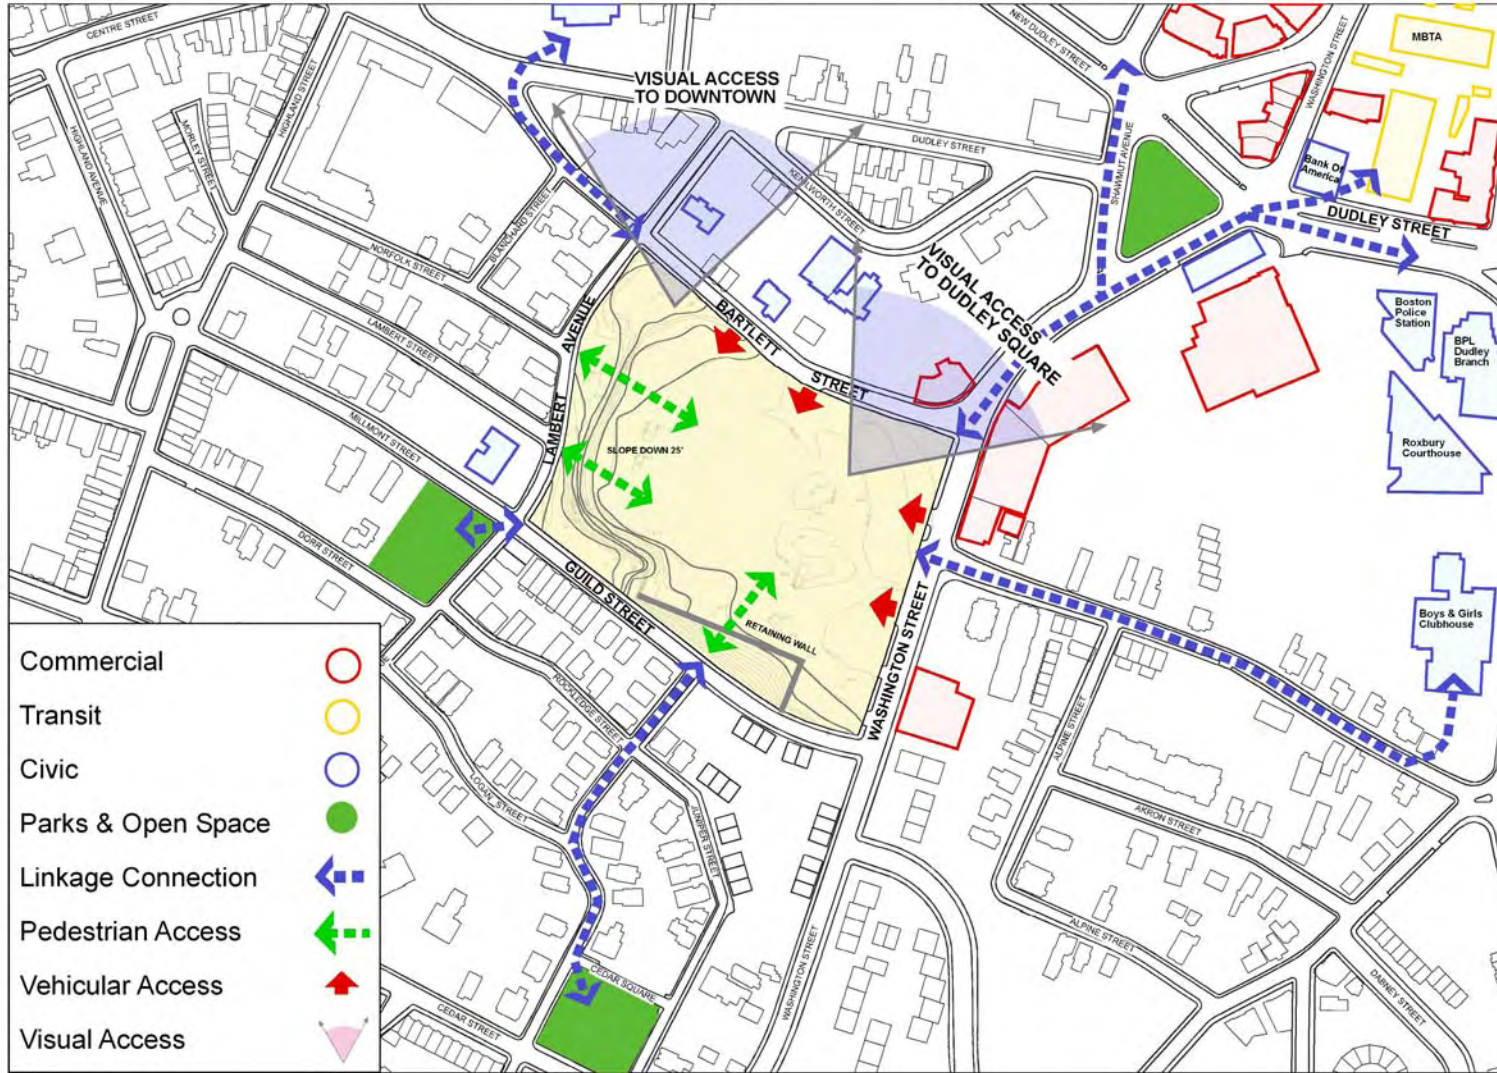 CENTRE STREET
HIGHLAND STREET
HIGHLAND AVENUE
MORLEY STREET
VISUAL ACCESS
TO DOWNTOWN
NEW DUDLEY STREET
WASHINGTON STREET
MBTA
DUDLEY STREET
KENILWORTH STREET
SHAWMUT AVENUE
Bank Of
America
DUDLEY STREET
BLANCHARD STREET
NORFOLK STREET
VISUAL ACCESS
TO DUDLEY SQUARE
LAMBERT STREET
BARTLETT
STREET
LAMBERT
AVENUE
Boston
Police
Station
BPL
Dudley
Branch
MILLMONT STREET
SLOPE DOWN 25'
Roxbury
Courthouse
DORR STREET
GUILD STREET
RETAINING WALL
WASHINGTON STREET
Boys & Girls
Clubhouse
ROCKLEDGE STREET
LOGAN STREET
JUNIPER STREET
ALPINE STREET
AKRON STREET
ALPINE STREET
WASHINGTON STREET
DABNEY STREET
CEDAR SQUARE
CEDAR STREET
Commercial
Transit
Civic
Parks & Open Space
Linkage Connection
Pedestrian Access
Vehicular Access
Visual Access